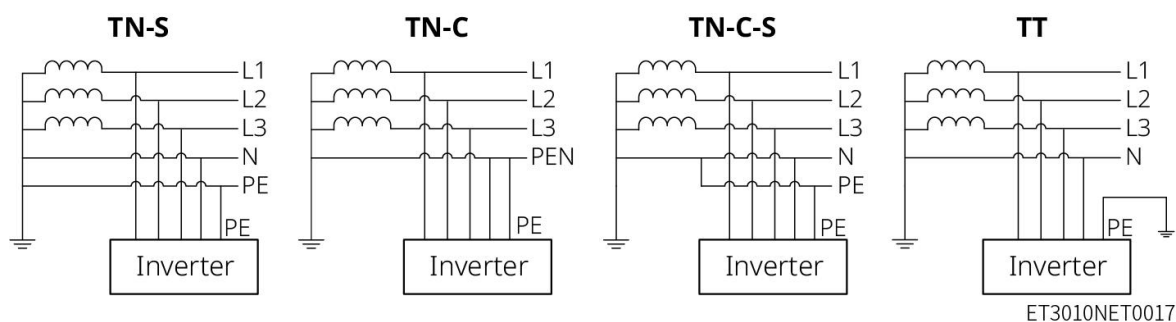 TN-S TN-C TN-C-S TT
L1 L1 L1 L1
L2 L2 L2 L2
L3 L3 L3 L3
N PEN N N
PE PE
PE PE PE PE
Inverter Inverter Inverter Inverter
ET3010NET0017